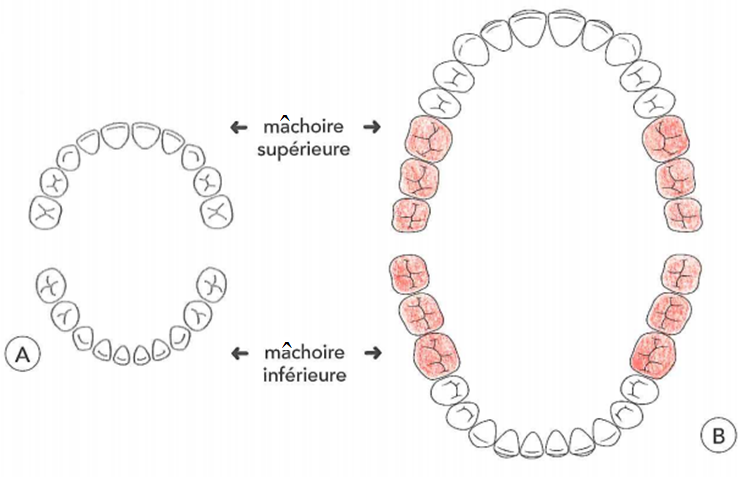 ← mâchoire →
supérieure
A
← mâchoire →
inférieure
B